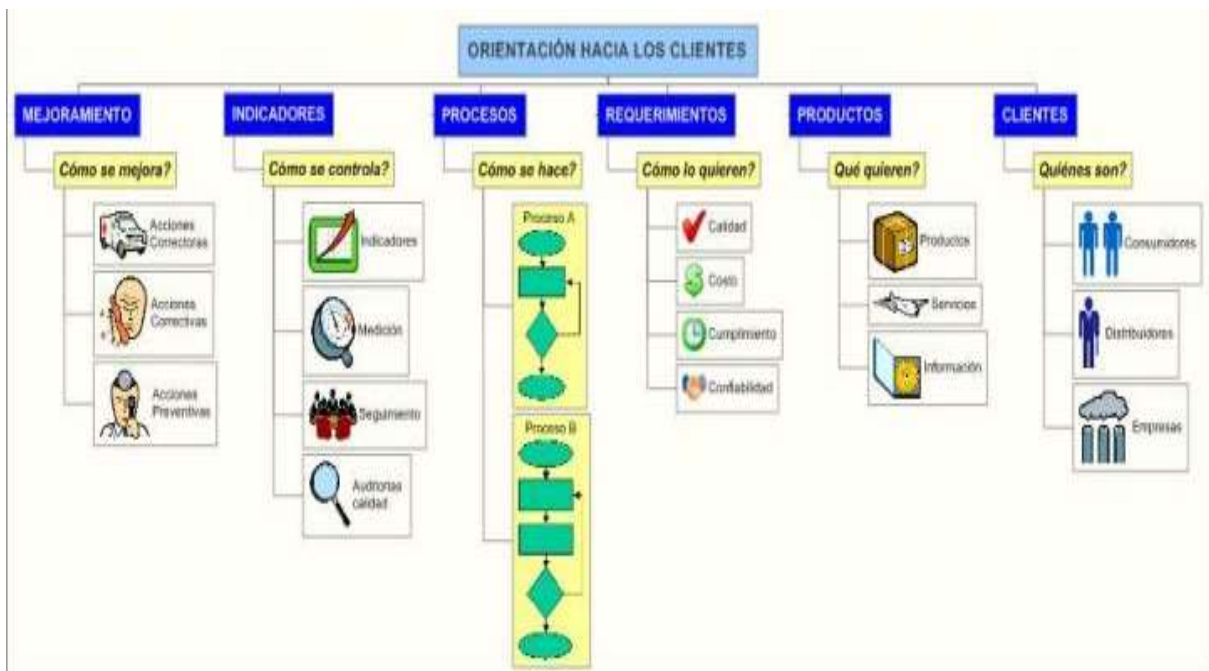 ORIENTACIÓN HACIA LOS CLIENTES
MEJORAMIENTO
Cómo se mejora?
Acciones
Correctoras
Acciones
Correctivas
Acciones
Preventivas
INDICADORES
Cómo se controla?
Indicadores
Medición
Seguimiento
Auditorias
calidad
PROCESOS
Cómo se hace?
Proceso A
Proceso B
REQUERIMIENTOS
Cómo lo quieren?
Calidad
Costo
Cumplimiento
Confiabilidad
PRODUCTOS
Qué quieren?
Productos
Servicios
Información
CLIENTES
Quiénes son?
Consumidores
Distribuidores
Empresas